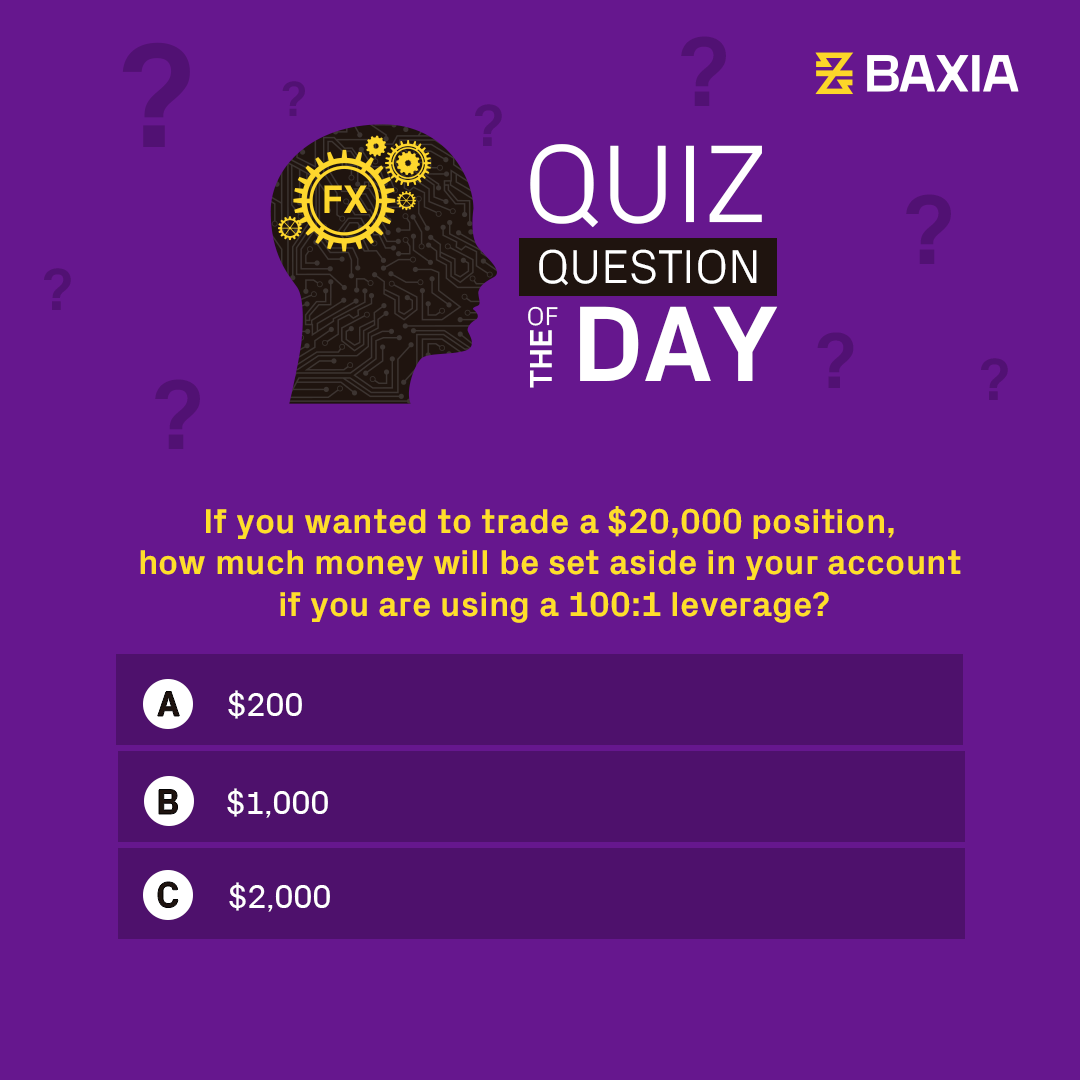 BAXIA
FX
QUIZ
QUESTION
OF THE DAY
If you wanted to trade a $20,000 position,
how much money will be set aside in your account
if you are using a 100:1 leverage?
A $200
B $1,000
C $2,000